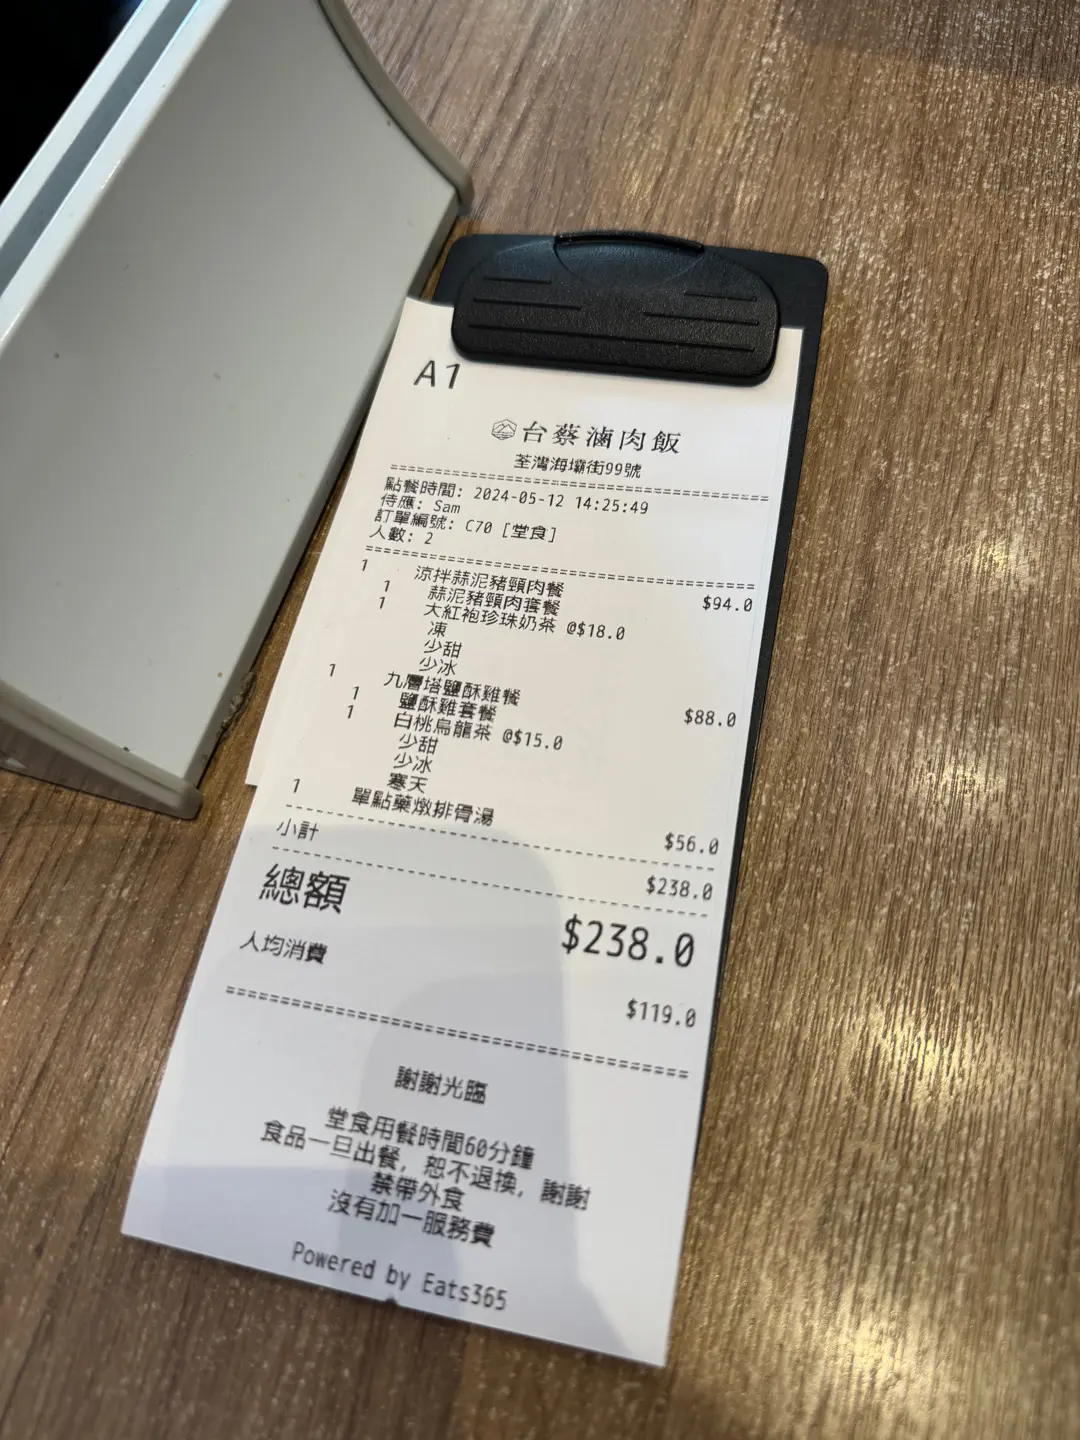 A1
台蔡滷肉飯
荃灣海壩街99號
點餐時間: 2024-05-12 14:25:49
侍應: Sam
訂單編號: C70 [堂食]
人數: 2
1 涼拌蒜泥豬頸肉餐 $94.0
1 蒜泥豬頸肉套餐
1 大紅袍珍珠奶茶 @$18.0
凍
少甜
少冰
1 九層塔鹽酥雞餐 $88.0
1 鹽酥雞套餐
1 白桃烏龍茶 @$15.0
少甜
少冰
寒天
1 單點藥燉排骨湯 $56.0
小計 $238.0
總額 $238.0
人均消費 $119.0
謝謝光臨
堂食用餐時間60分鐘
食品一旦出餐, 恕不退換, 謝謝
禁帶外食
沒有加一服務費
Powered by Eats365